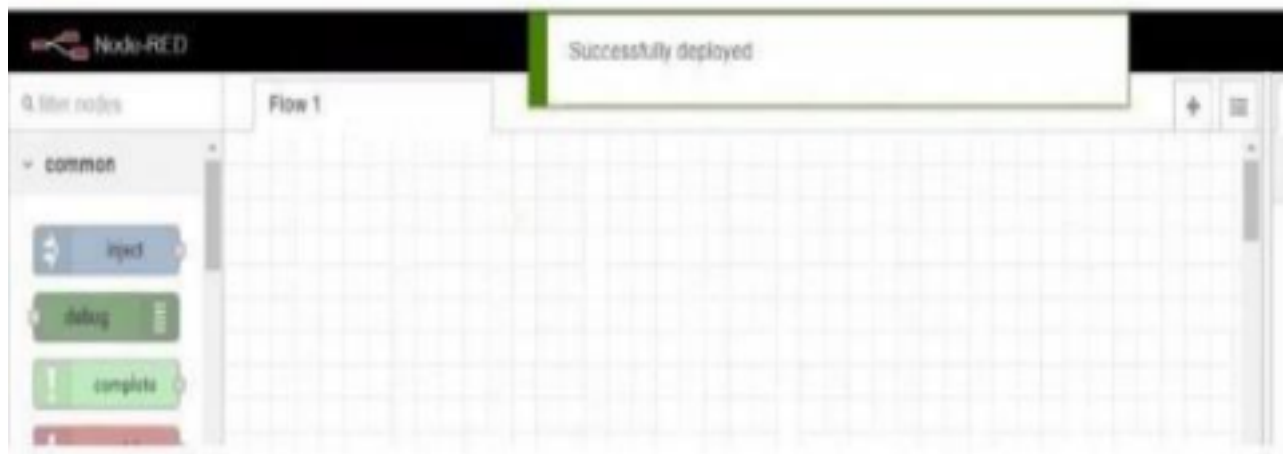 Node-RED
Successfully deployed
filter nodes
Flow 1
common
inject
debug
complete